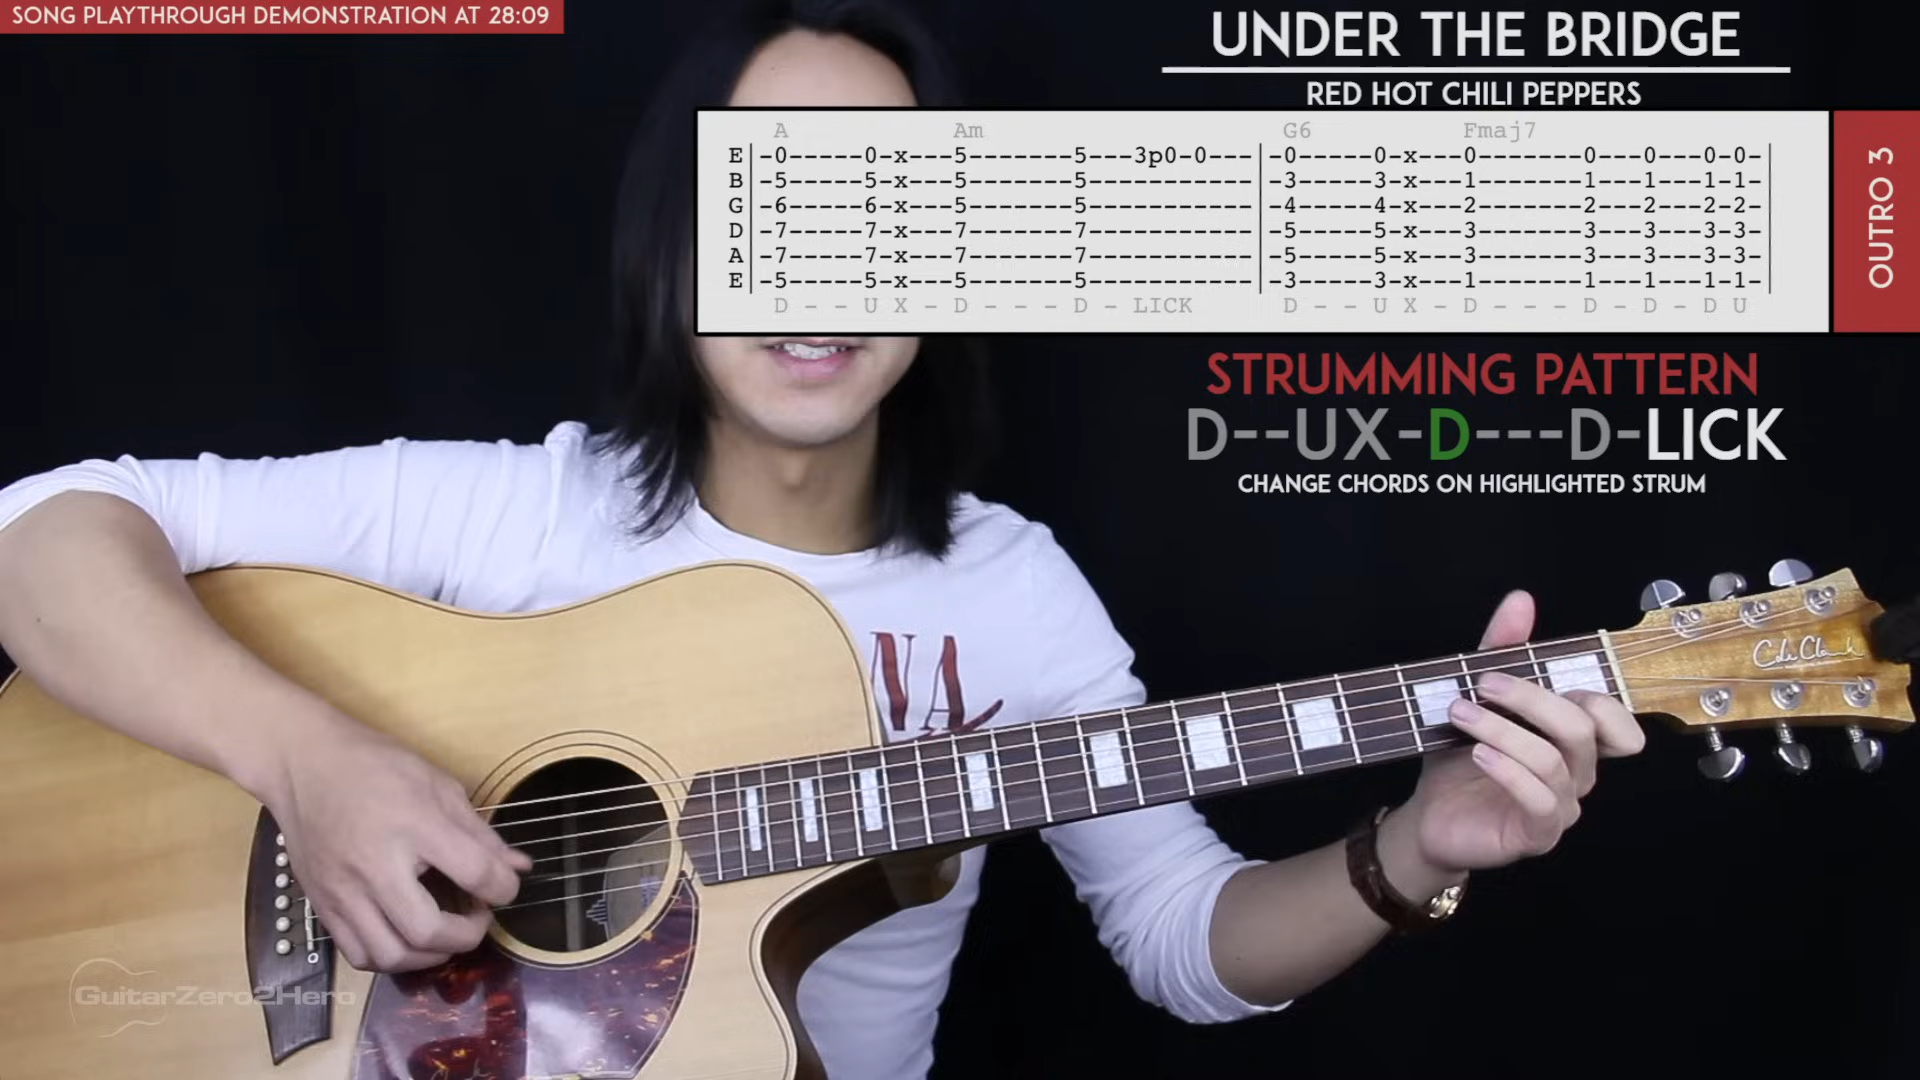 SONG PLAYTHROUGH DEMONSTRATION AT 28:09
UNDER THE BRIDGE
RED HOT CHILI PEPPERS
A Am G6 Fmaj7
E|-0-----0-x---5-------5---3p0-0---|-0-----0-x---0-------0---0---0-0-|
B|-5-----5-x---5-------5-----------|-3-----3-x---1-------1---1---1-1-|
G|-6-----6-x---5-------5-----------|-4-----4-x---2-------2---2---2-2-|
D|-7-----7-x---7-------7-----------|-5-----5-x---3-------3---3---3-3-|
A|-7-----7-x---7-------7-----------|-5-----5-x---3-------3---3---3-3-|
E|-5-----5-x---5-------5-----------|-3-----3-x---1-------1---1---1-1-|
D - - U X - D - - - D - LICK D - - U X - D - - - D - D - D U
OUTRO 3
STRUMMING PATTERN
D--UX-D---D-LICK
CHANGE CHORDS ON HIGHLIGHTED STRUM
NA
Cole Clark
GuitarZero2Hero